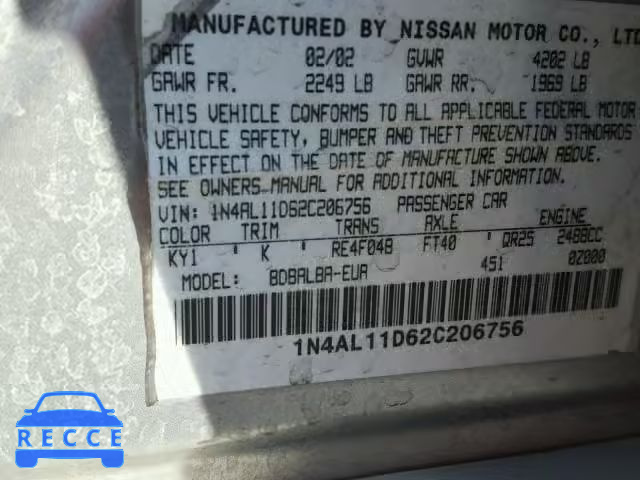 MANUFACTURED BY NISSAN MOTOR CO., LTD
DATE 02/02 GVWR 4202 LB
GAWR FR. 2249 LB GAWR RR. 1969 LB
THIS VEHICLE CONFORMS TO ALL APPLICABLE FEDERAL MOTOR
VEHICLE SAFETY, BUMPER AND THEFT PREVENTION STANDARDS
IN EFFECT ON THE DATE OF MANUFACTURE SHOWN ABOVE.
SEE OWNERS MANUAL FOR ADDITIONAL INFORMATION
VIN: 1N4AL11D62C206756 PASSENGER CAR
COLOR TRIM TRANS AXLE ENGINE
KY1 K RE4F04B FT40 QR25 2488CC
MODEL: BDBALBA-EUA 451 0Z000
1N4AL11D62C206756
RECCE